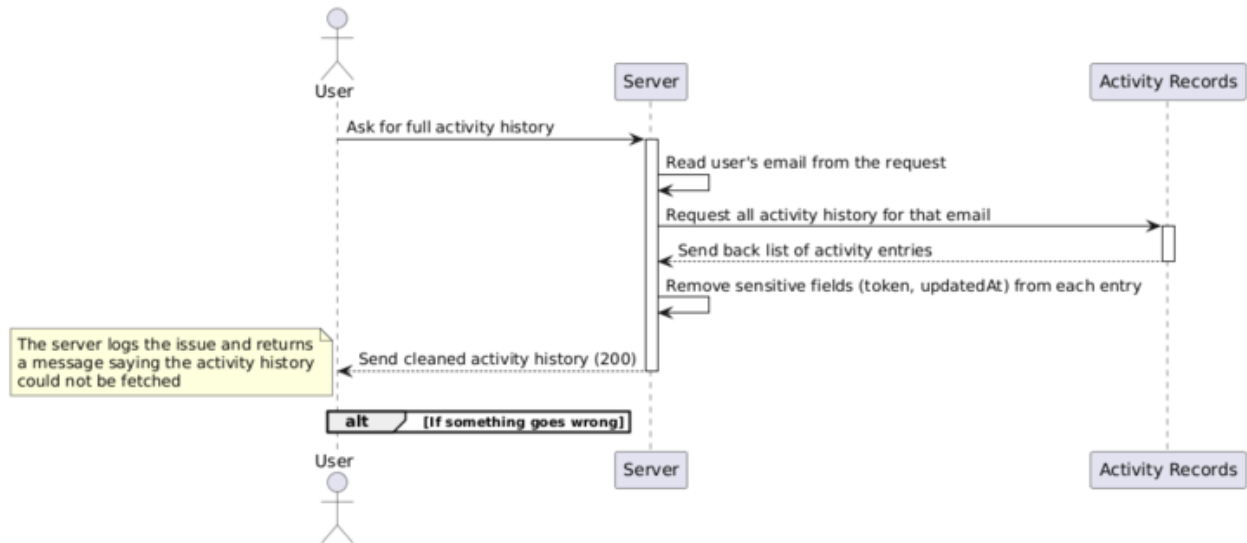 User
Server
Activity Records
Ask for full activity history
Read user's email from the request
Request all activity history for that email
Send back list of activity entries
Remove sensitive fields (token, updatedAt) from each entry
The server logs the issue and returns
a message saying the activity history
could not be fetched
Send cleaned activity history (200)
alt [If something goes wrong]
User
Server
Activity Records